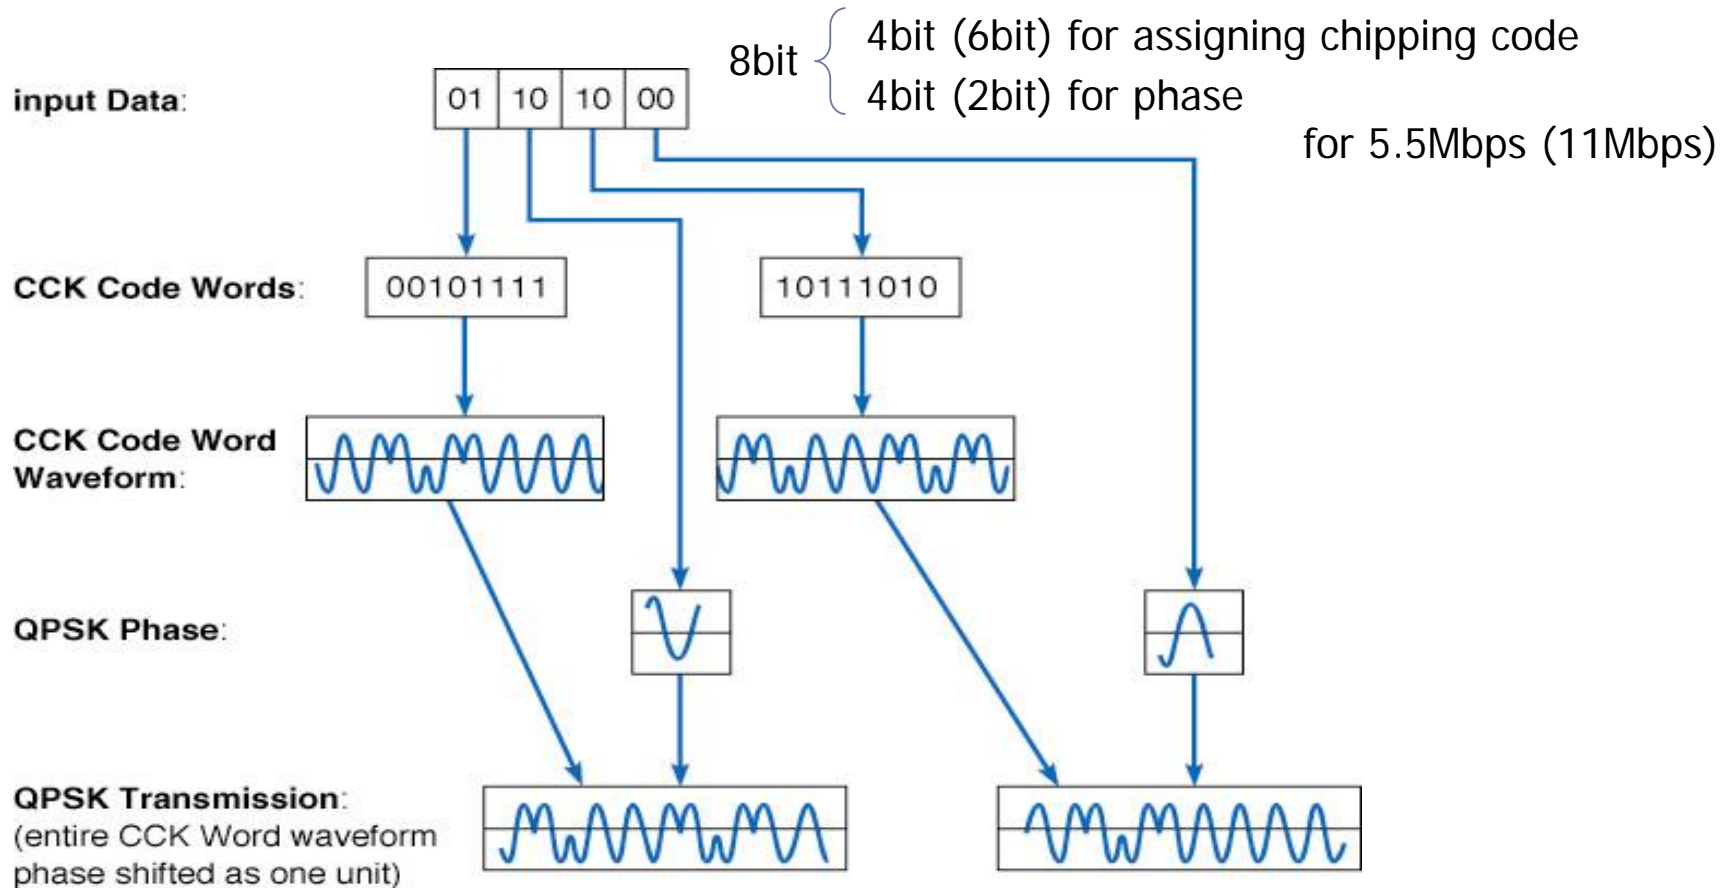 8bit
4bit (6bit) for assigning chipping code
4bit (2bit) for phase
for 5.5Mbps (11Mbps)
input Data:
01 10 10 00
CCK Code Words:
00101111
10111010
CCK Code Word
Waveform:
QPSK Phase:
QPSK Transmission:
(entire CCK Word waveform
phase shifted as one unit)